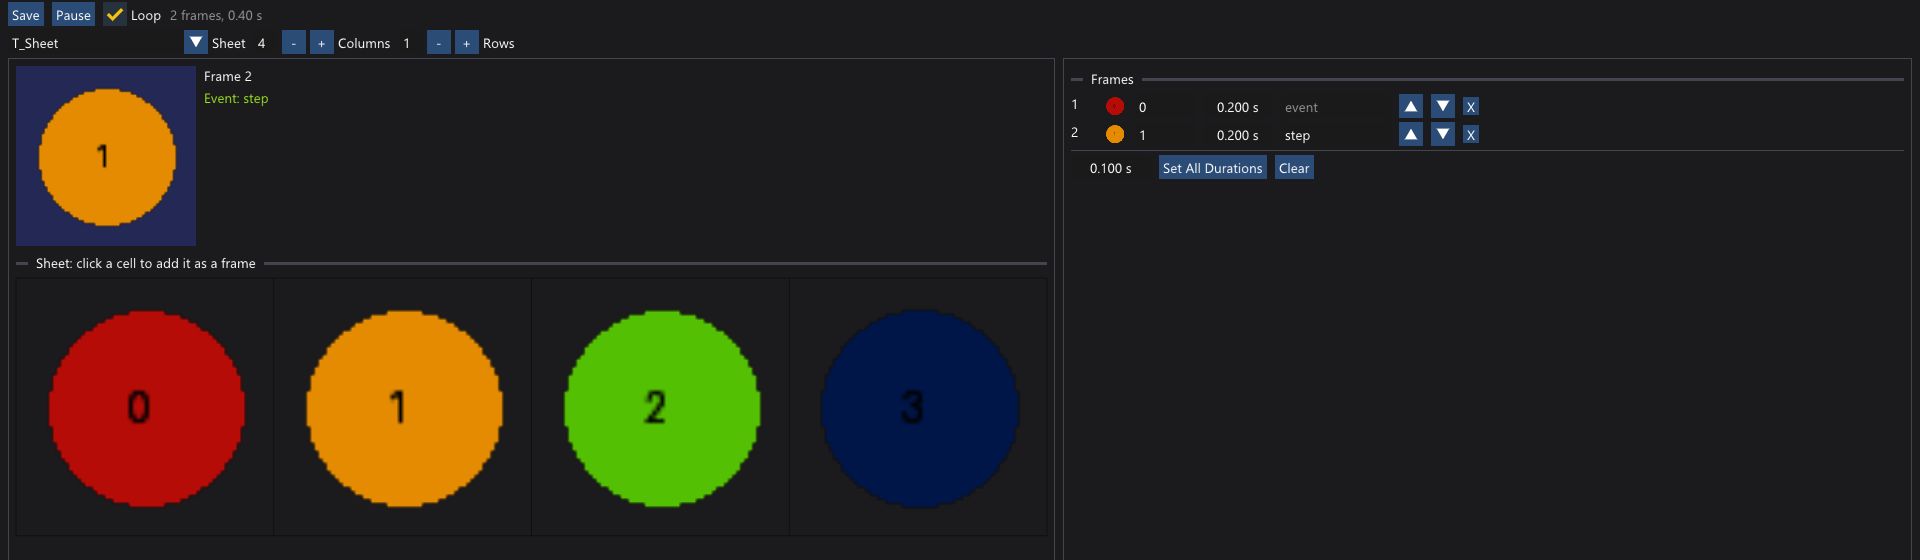 Save Pause Loop 2 frames, 0.40 s
T_Sheet Sheet 4 - + Columns 1 - + Rows
1
Frame 2
Event: step
Sheet: click a cell to add it as a frame
0 1 2 3
Frames
1 0 0.200 s event X
2 1 0.200 s step X
0.100 s Set All Durations Clear